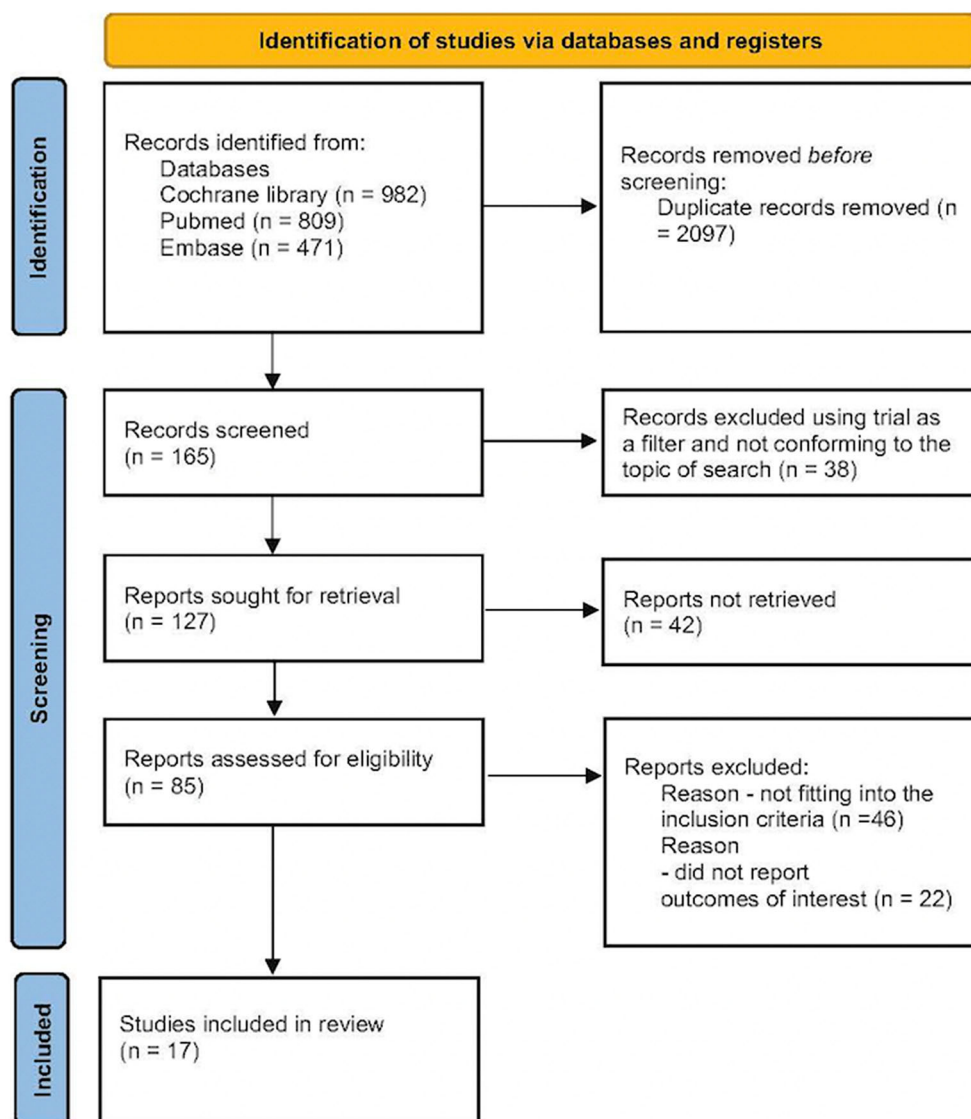 Identification of studies via databases and registers
Identification
Records identified from:
Databases
Cochrane library (n = 982)
Pubmed (n = 809)
Embase (n = 471)
Records removed before
screening:
Duplicate records removed (n
= 2097)
Screening
Records screened
(n = 165)
Records excluded using trial as
a filter and not conforming to the
topic of search (n = 38)
Reports sought for retrieval
(n = 127)
Reports not retrieved
(n = 42)
Reports assessed for eligibility
(n = 85)
Reports excluded:
Reason - not fitting into the
inclusion criteria (n =46)
Reason
- did not report
outcomes of interest (n = 22)
Included
Studies included in review
(n = 17)